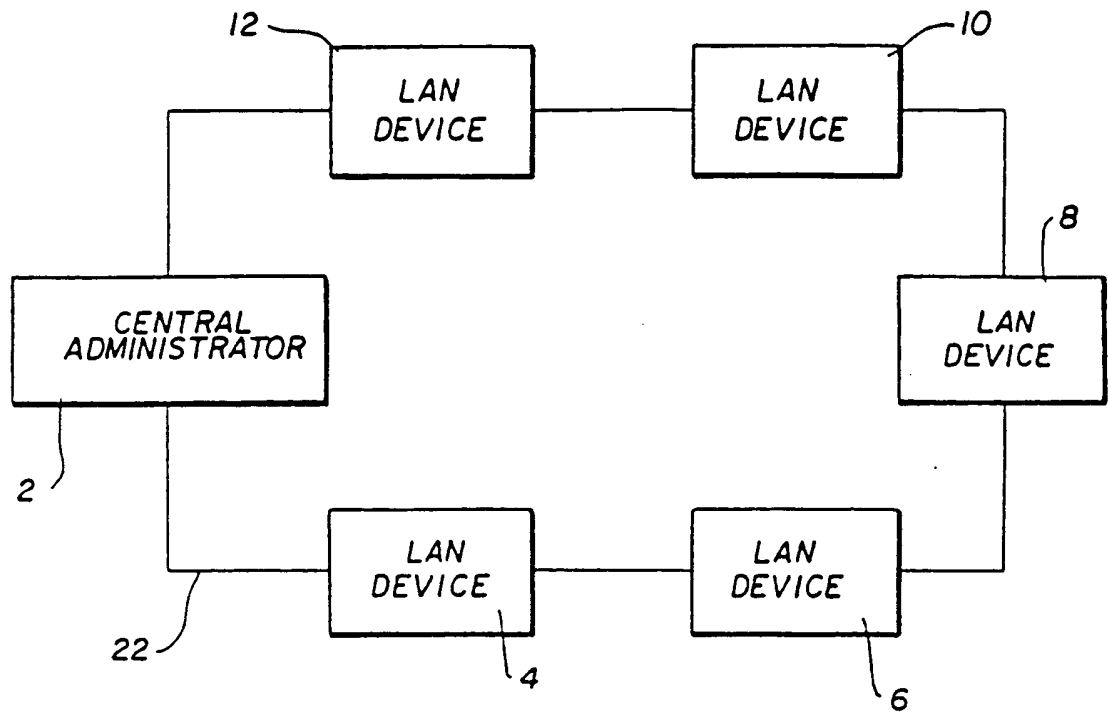 12
10
LAN
DEVICE
LAN
DEVICE
8
CENTRAL
ADMINISTRATOR
LAN
DEVICE
2
LAN
DEVICE
LAN
DEVICE
22
4
6